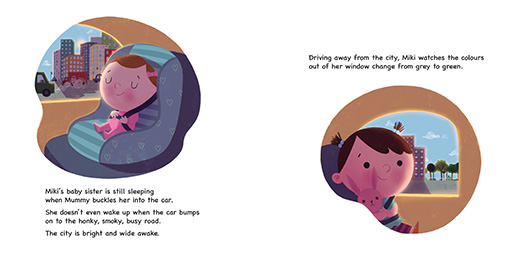 Miki's baby sister is still sleeping
when Mummy buckles her into the car.
She doesn't even wake up when the car bumps
on to the honky, smoky, busy road.
The city is bright and wide awake.
Driving away from the city, Miki watches the colours
out of her window change from grey to green.